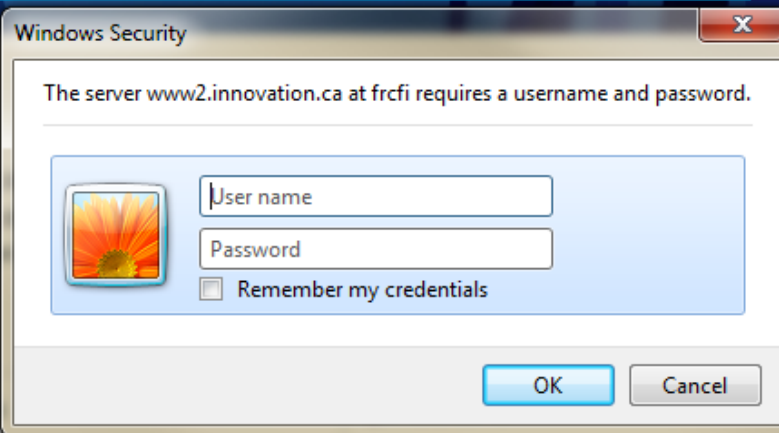 Windows Security
The server www2.innovation.ca at frcfi requires a username and password.
User name
Password
Remember my credentials
OK
Cancel